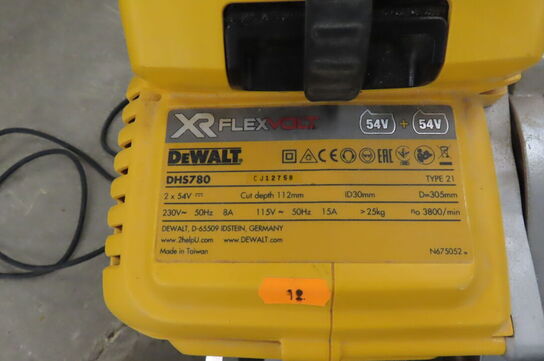 XR FLEXVOLT 54V + 54V
DEWALT
DHS780 CJ12750 TYPE 21
2 x 54V Cut depth 112mm ID30mm D=305mm
230V~ 50Hz 8A 115V ~ 50Hz 15A >25kg n₀ 3800/min
DEWALT, D-65509 IDSTEIN, GERMANY
www.2helpU.com www.DEWALT.com
Made in Taiwan N675052
12